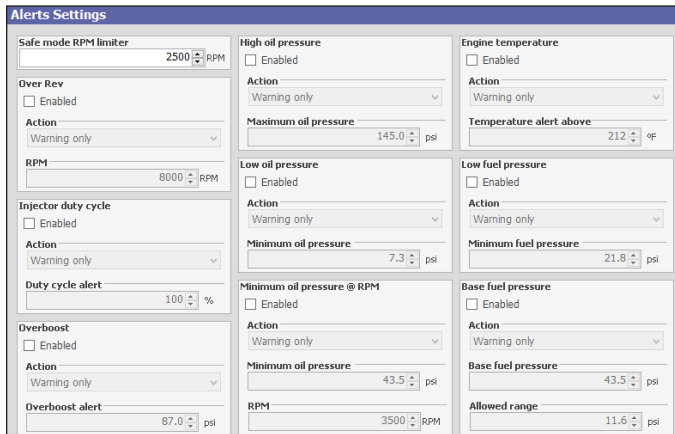 Alerts Settings
Safe mode RPM limiter
2500 RPM
Over Rev
Enabled
Action
Warning only
RPM
8000 RPM
Injector duty cycle
Enabled
Action
Warning only
Duty cycle alert
100 %
Overboost
Enabled
Action
Warning only
Overboost alert
87.0 psi
High oil pressure
Enabled
Action
Warning only
Maximum oil pressure
145.0 psi
Low oil pressure
Enabled
Action
Warning only
Minimum oil pressure
7.3 psi
Minimum oil pressure @ RPM
Enabled
Action
Warning only
Minimum oil pressure
43.5 psi
RPM
3500 RPM
Engine temperature
Enabled
Action
Warning only
Temperature alert above
212 °F
Low fuel pressure
Enabled
Action
Warning only
Minimum fuel pressure
21.8 psi
Base fuel pressure
Enabled
Action
Warning only
Base fuel pressure
43.5 psi
Allowed range
11.6 psi